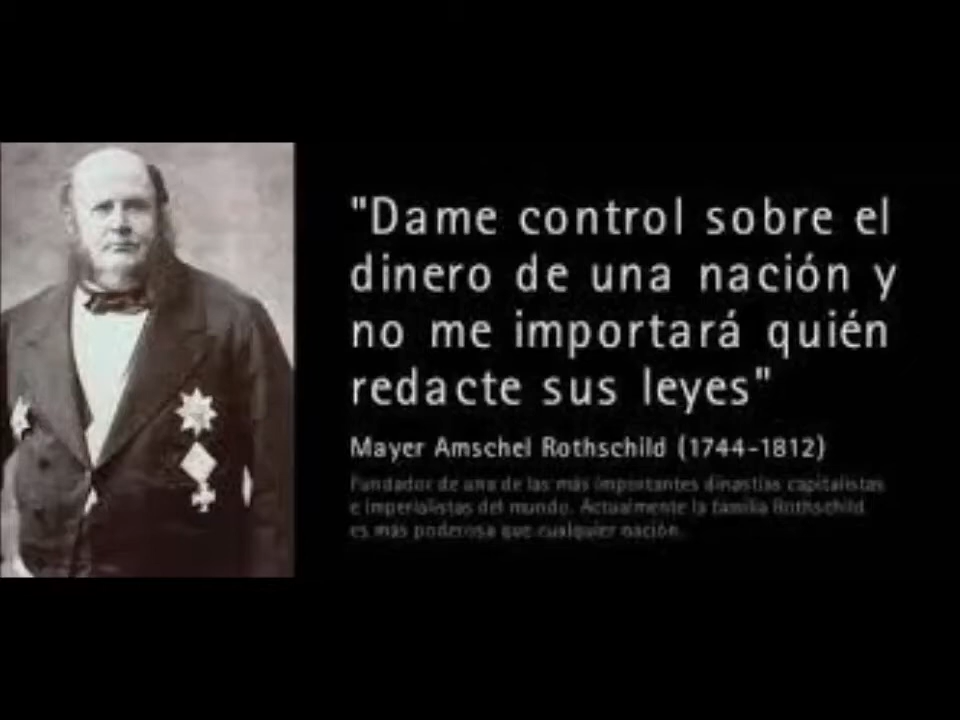 "Dame control sobre el
dinero de una nación y
no me importará quién
redacte sus leyes"
Mayer Amschel Rothschild (1744-1812)
Fundador de una de las más importantes dinastías capitalistas
e imperialistas del mundo. Actualmente la familia Rothschild
es más poderosa que cualquier nación.